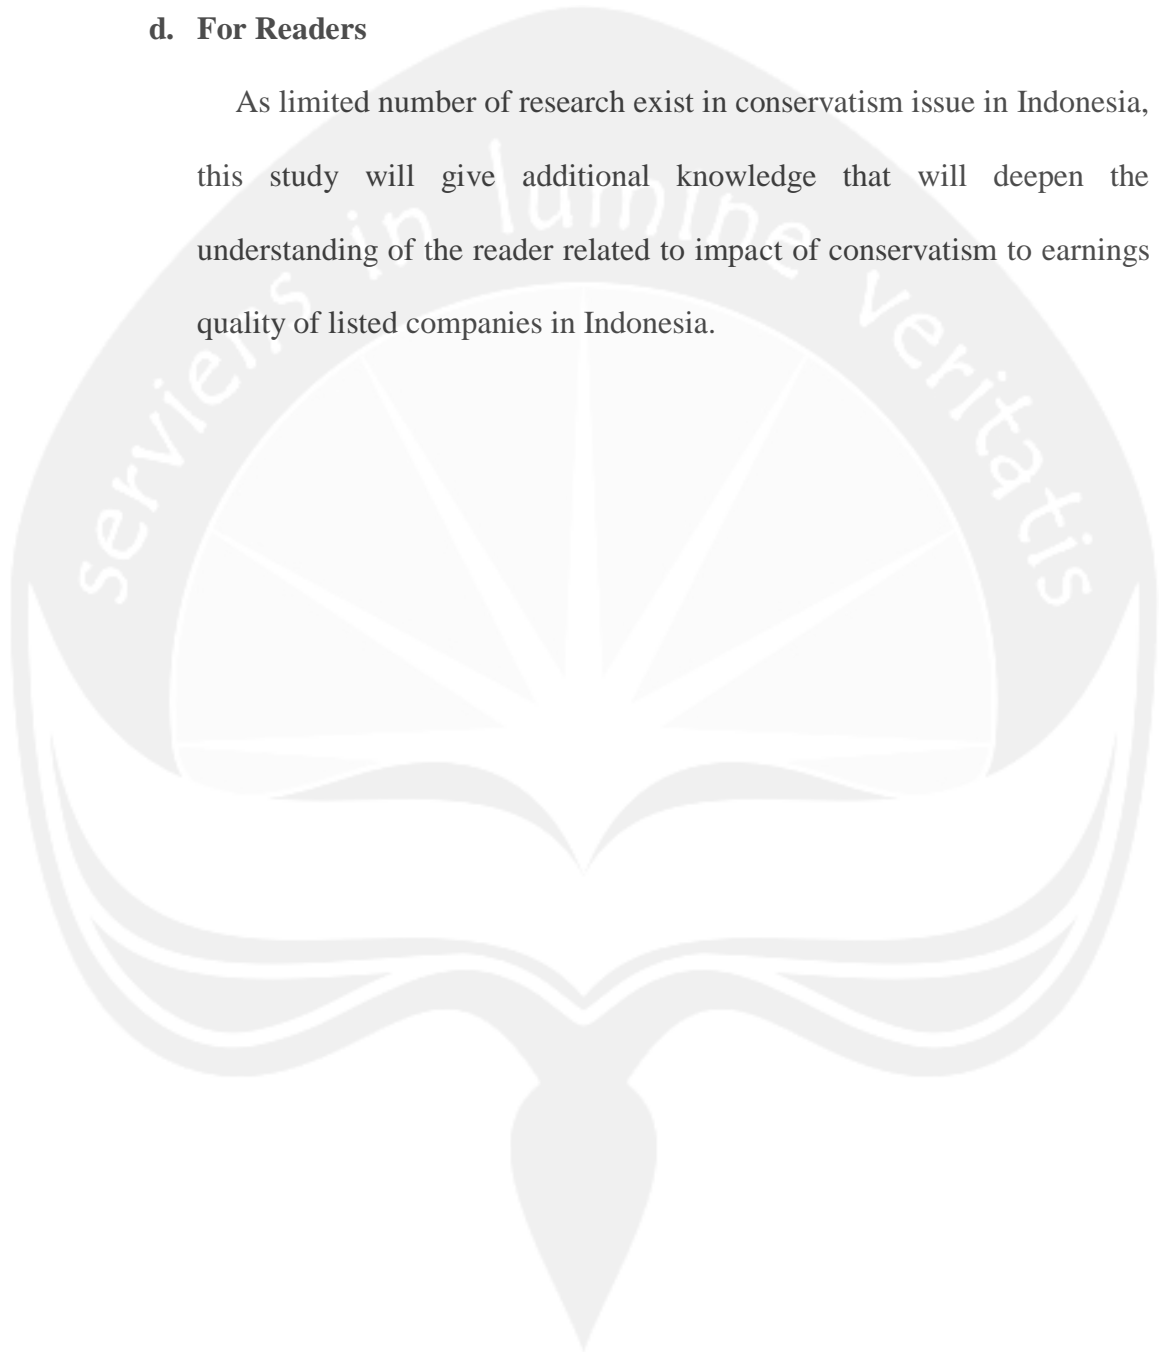 d. For Readers
As limited number of research exist in conservatism issue in Indonesia,
this study will give additional knowledge that will deepen the
understanding of the reader related to impact of conservatism to earnings
quality of listed companies in Indonesia.
serviens in lumine veritatis